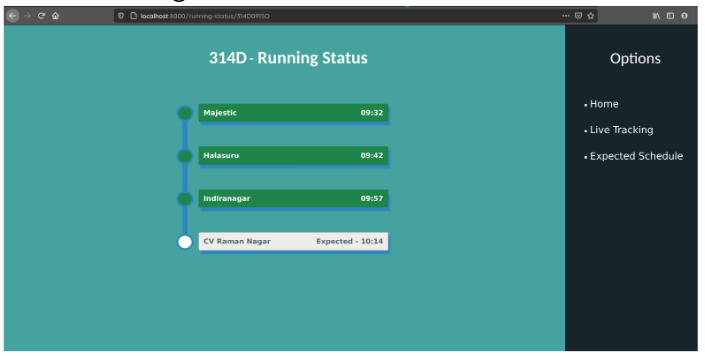 localhost:3000/running-status/314D0915O
314D - Running Status
Majestic 09:32
Halasuru 09:42
Indiranagar 09:57
CV Raman Nagar Expected - 10:14
Options
• Home
• Live Tracking
• Expected Schedule